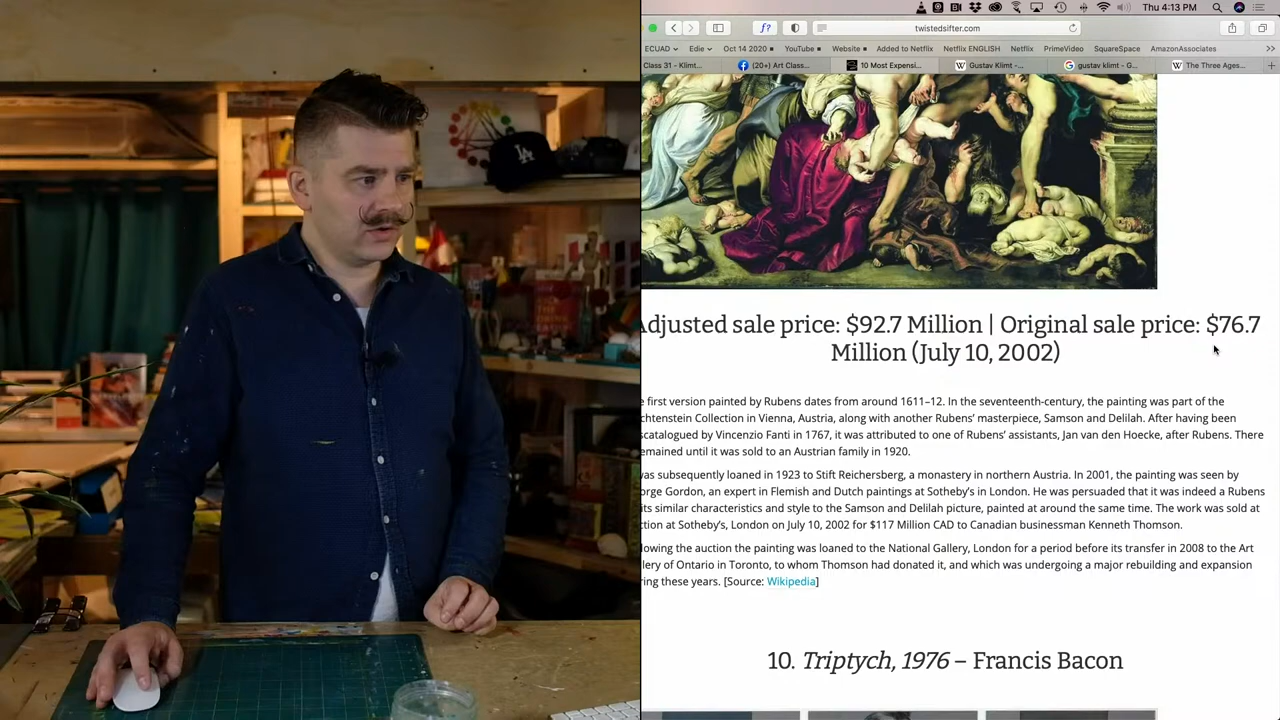 Thu 4:13 PM
twistedsifter.com
ECUAD
Edie
Oct 14 2020
YouTube
Website
Added to Netflix
Netflix ENGLISH
Netflix
PrimeVideo
SquareSpace
AmazonAssociates
Class 31 - Klimt...
(20+) Art Class...
10 Most Expensi...
Gustav Klimt -...
gustav klimt - G...
The Three Ages...
LA
Adjusted sale price: $92.7 Million | Original sale price: $76.7
Million (July 10, 2002)
e first version painted by Rubens dates from around 1611–12. In the seventeenth-century, the painting was part of the
chtenstein Collection in Vienna, Austria, along with another Rubens' masterpiece, Samson and Delilah. After having been
scatalogued by Vincenzio Fanti in 1767, it was attributed to one of Rubens' assistants, Jan van den Hoecke, after Rubens. There
emained until it was sold to an Austrian family in 1920.
vas subsequently loaned in 1923 to Stift Reichersberg, a monastery in northern Austria. In 2001, the painting was seen by
orge Gordon, an expert in Flemish and Dutch paintings at Sotheby's in London. He was persuaded that it was indeed a Rubens
its similar characteristics and style to the Samson and Delilah picture, painted at around the same time. The work was sold at
ction at Sotheby's, London on July 10, 2002 for $117 Million CAD to Canadian businessman Kenneth Thomson.
lowing the auction the painting was loaned to the National Gallery, London for a period before its transfer in 2008 to the Art
lery of Ontario in Toronto, to whom Thomson had donated it, and which was undergoing a major rebuilding and expansion
ring these years. [Source: Wikipedia]
10. Triptych, 1976 – Francis Bacon